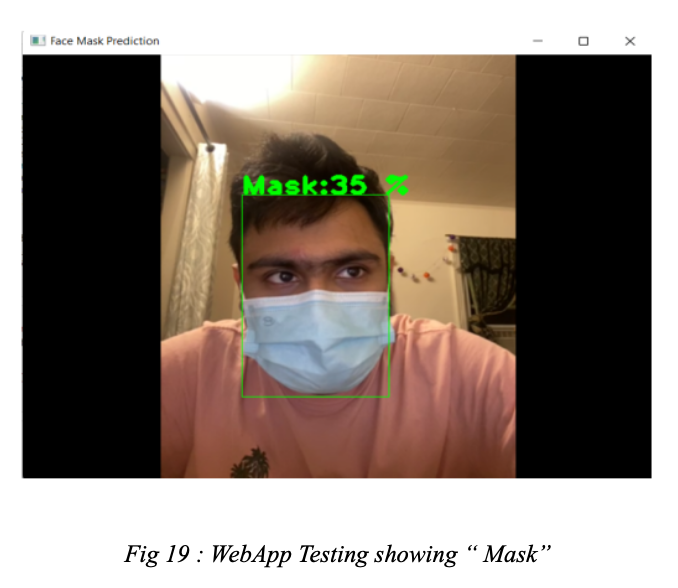 Face Mask Prediction
Mask:35 %
Fig 19 : WebApp Testing showing “ Mask”